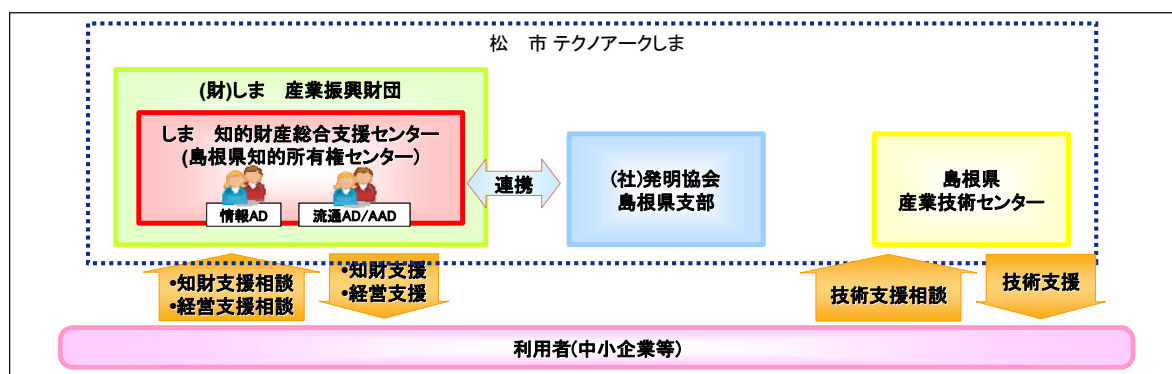 松　市 テクノアークしま
(財)しま　産業振興財団
しま　知的財産総合支援センター
(島根県知的所有権センター)
情報AD
流通AD/AAD
連携
(社)発明協会
島根県支部
島根県
産業技術センター
•知財支援相談
•経営支援相談
•知財支援
•経営支援
技術支援相談
技術支援
利用者(中小企業等)